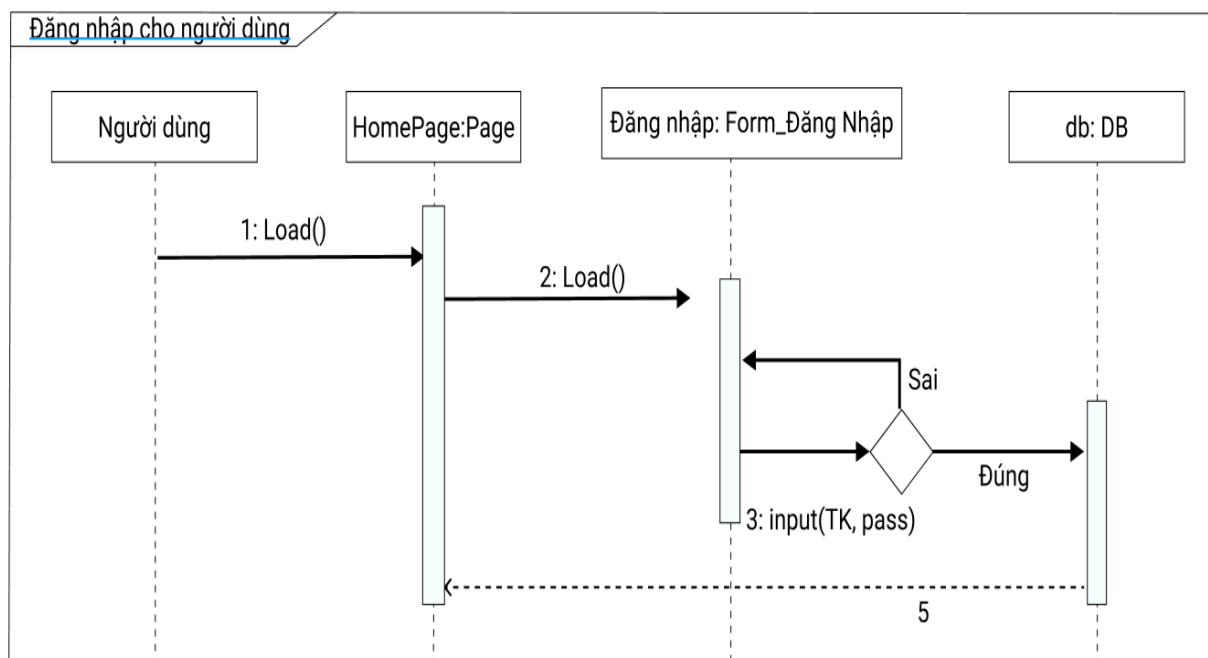 Đăng nhập cho người dùng
Người dùng
HomePage:Page
Đăng nhập: Form_Đăng Nhập
db: DB
1: Load()
2: Load()
Sai
Đúng
3: input(TK, pass)
5